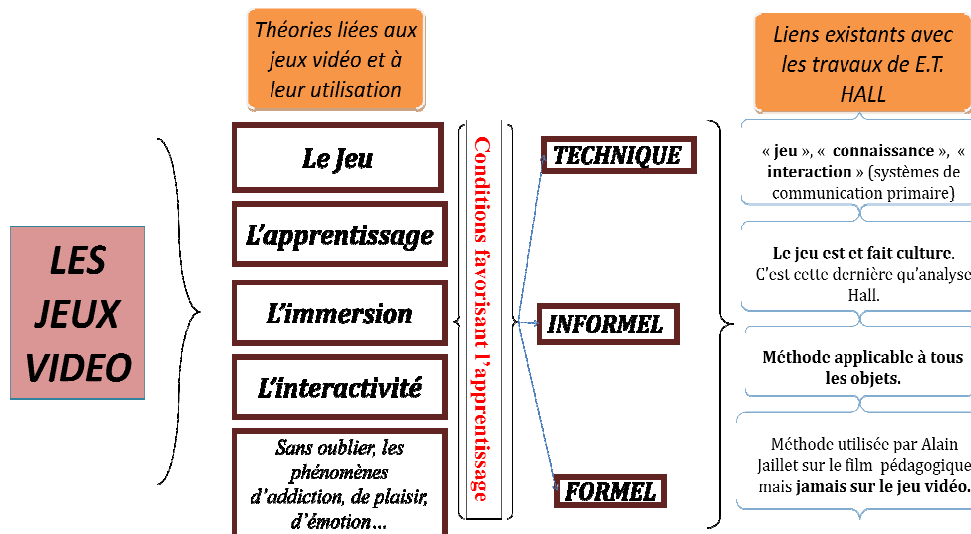 LES
JEUX
VIDEO
Théories liées aux
jeux vidéo et à
leur utilisation
Le Jeu
L'apprentissage
L'immersion
L'interactivité
Sans oublier, les
phénomènes
d'addiction, de plaisir,
d'émotion…
Conditions favorisant l'apprentissage
TECHNIQUE
INFORMEL
FORMEL
Liens existants avec
les travaux de E.T.
HALL
« jeu », « connaissance », «
interaction » (systèmes de
communication primaire)
Le jeu est et fait culture.
C'est cette dernière qu'analyse
Hall.
Méthode applicable à tous
les objets.
Méthode utilisée par Alain
Jaillet sur le film pédagogique
mais jamais sur le jeu vidéo.